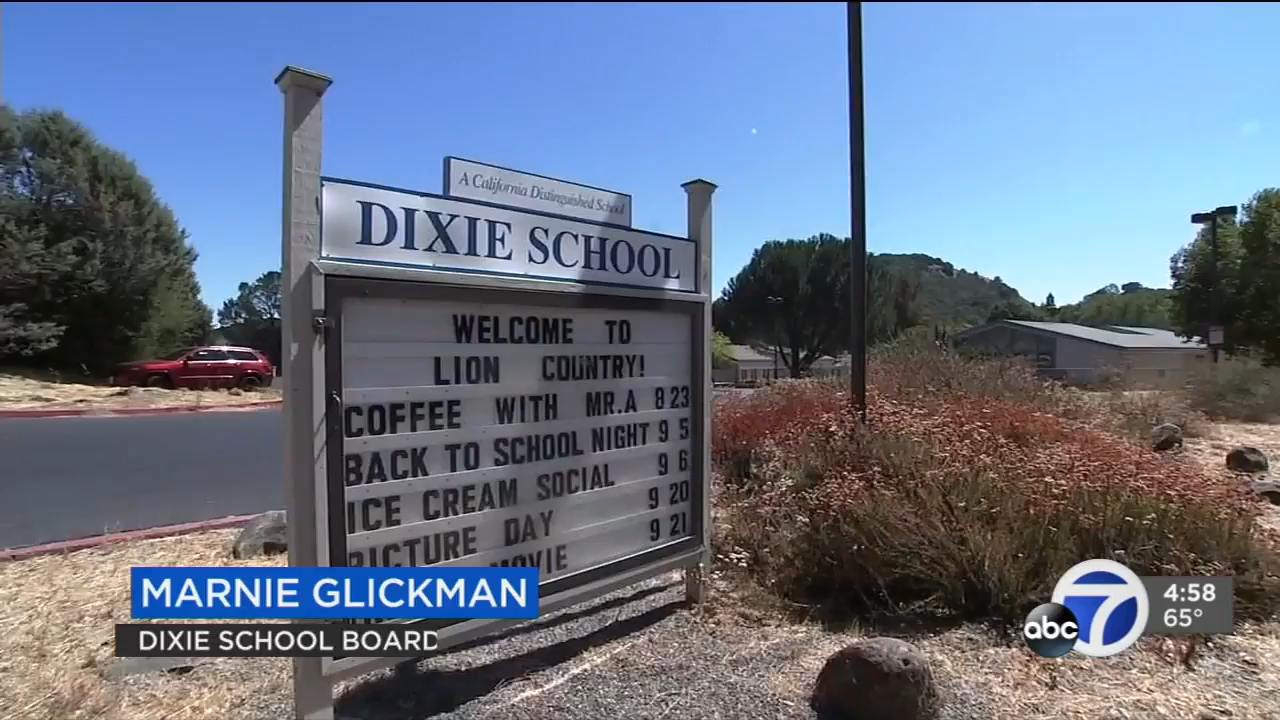 A California Distinguished School
DIXIE SCHOOL
WELCOME TO
LION COUNTRY!
COFFEE WITH MR.A 8 23
BACK TO SCHOOL NIGHT 9 5
ICE CREAM SOCIAL 9 6
PICTURE DAY 9 20
MOVIE 9 21
MARNIE GLICKMAN
DIXIE SCHOOL BOARD
abc 7
4:58
65°